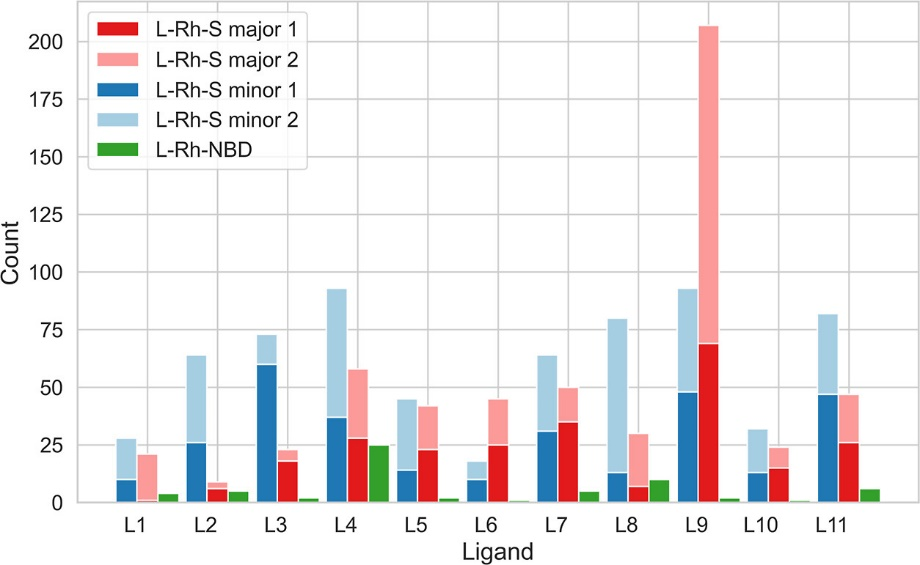 L-Rh-S major 1
L-Rh-S major 2
L-Rh-S minor 1
L-Rh-S minor 2
L-Rh-NBD
200
175
150
125
100
75
50
25
0
Count
L1 L2 L3 L4 L5 L6 L7 L8 L9 L10 L11
Ligand